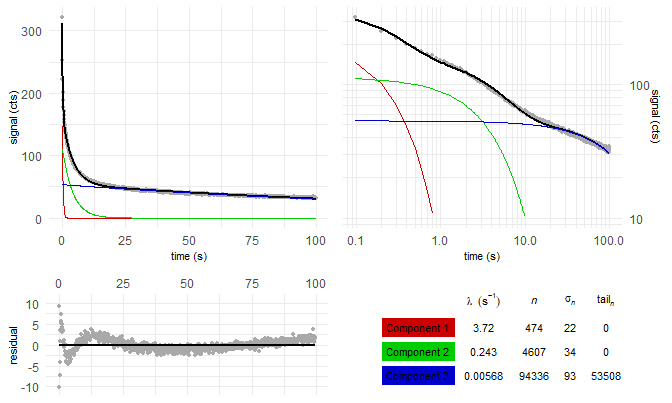 300
200
100
0
signal (cts)
0 25 50 75 100
time (s)
100
10
signal (cts)
0.1 1.0 10.0 100.0
time (s)
0 25 50 75 100
10
5
0
-5
-10
residual
λ (s⁻¹) n σₙ tailₙ
Component 1 3.72 474 22 0
Component 2 0.243 4607 34 0
Component 3 0.00568 94336 93 53508